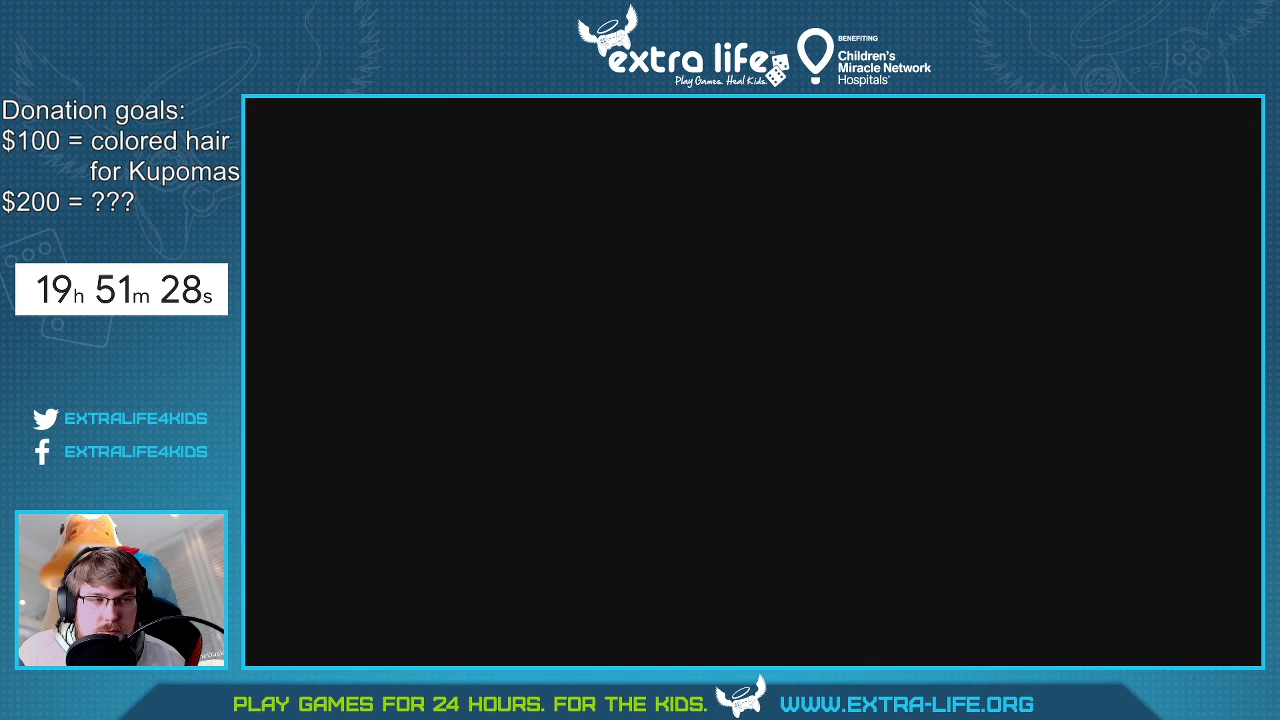 extra life™
Play Games. Heal Kids.
BENEFITING
Children's
Miracle Network
Hospitals®
Donation goals:
$100 = colored hair
for Kupomas
$200 = ???
19h 51m 28s
EXTRALIFE4KIDS
EXTRALIFE4KIDS
PLAY GAMES FOR 24 HOURS. FOR THE KIDS.
WWW.EXTRA-LIFE.ORG